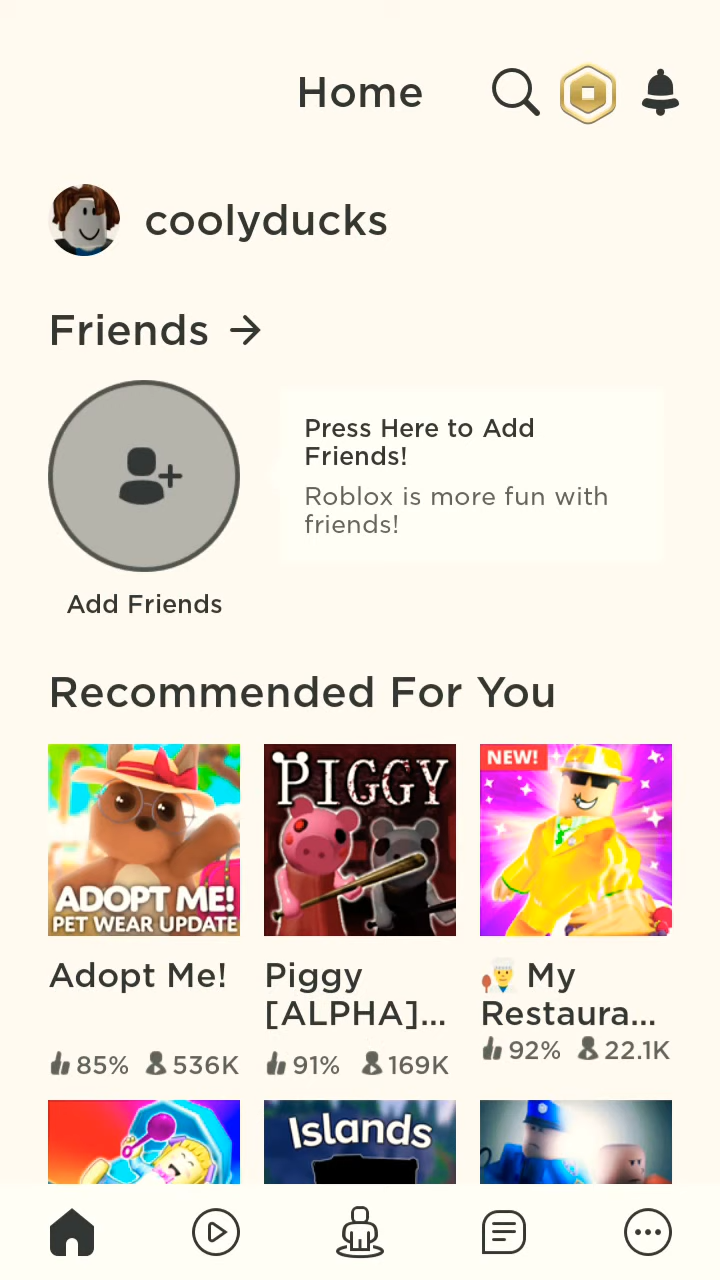 Home
coolyducks
Friends
Press Here to Add
Friends!
Roblox is more fun with
friends!
Add Friends
Recommended For You
ADOPT ME!
PET WEAR UPDATE
PIGGY
NEW!
Adopt Me!
Piggy
[ALPHA]...
My
Restaura...
85% 536K
91% 169K
92% 22.1K
Islands